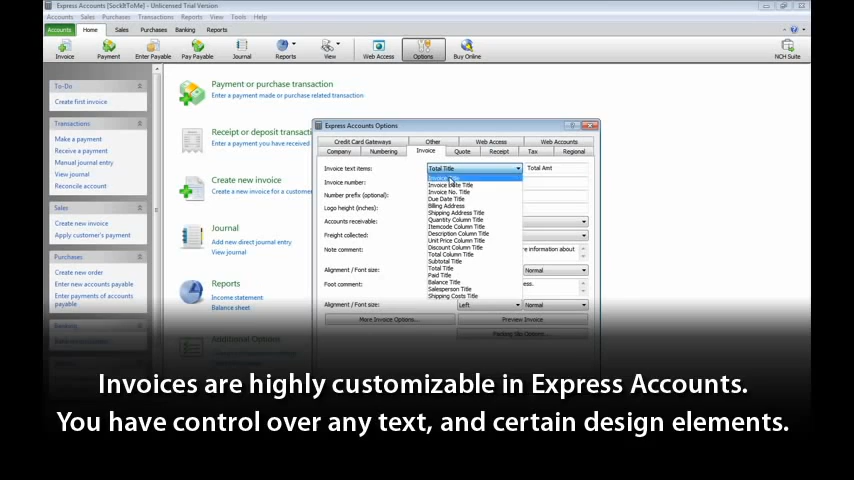 Express Accounts [SockItToMe] - Unlicensed Trial Version
Accounts Sales Purchases Transactions Reports View Tools Help
Accounts Home Sales Purchases Banking Reports
Invoice Payment Enter Payable Pay Payable Journal Reports View Web Access Options Buy Online NCH Suite
To-Do
Create first invoice
Transactions
Make a payment
Receive a payment
Manual journal entry
View journal
Reconcile account
Sales
Create new invoice
Apply customer's payment
Purchases
Create new order
Enter new accounts payable
Enter payments of accounts
payable
Banking
Payment or purchase transaction
Enter a payment made or purchase related transaction
Receipt or deposit transacti
Enter a payment you have received
Create new invoice
Create a new invoice for a custome
Journal
Add new direct journal entry
View journal
Reports
Income statement
Balance sheet
Additional Options
Express Accounts Options
Credit Card Gateways Other Web Access Web Accounts
Company Numbering Invoice Quote Receipt Tax Regional
Invoice text items: Total Title Total Amt
Invoice number:
Number prefix (optional):
Logo height (inches):
Accounts receivable:
Freight collected:
Note comment: e information about
Alignment / Font size: Normal
Foot comment: ess.
Alignment / Font size: Left Normal
Invoice Title
Invoice Date Title
Invoice No. Title
Due Date Title
Billing Address
Shipping Address Title
Quantity Column Title
Itemcode Column Title
Description Column Title
Unit Price Column Title
Discount Column Title
Total Column Title
Subtotal Title
Total Title
Paid Title
Balance Title
Salesperson Title
Shipping Costs Title
More Invoice Options... Preview Invoice
Packing Slip Options...
Invoices are highly customizable in Express Accounts.
You have control over any text, and certain design elements.